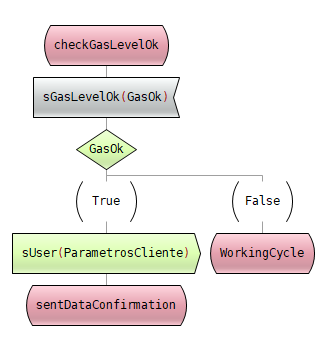 checkGasLevelOk
sGasLevelOk(GasOk)
GasOk
True
False
sUser(ParametrosCliente)
WorkingCycle
sentDataConfirmation